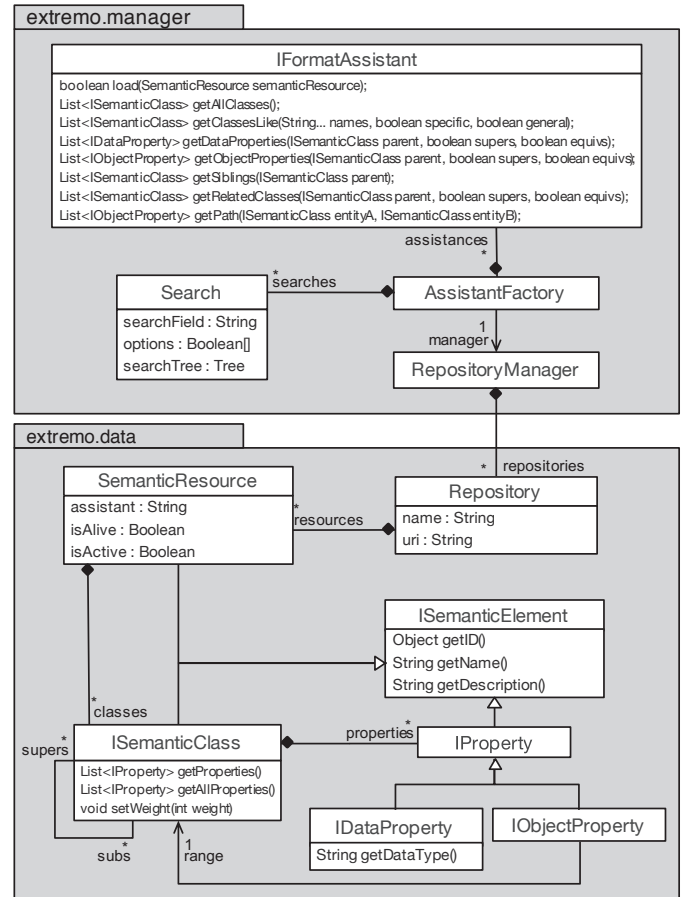 extremo.manager
IFormatAssistant
boolean load(SemanticResource semanticResource);
List<ISemanticClass> getAllClasses();
List<ISemanticClass> getClassesLike(String... names, boolean specific, boolean general);
List<IDataProperty> getDataProperties(ISemanticClass parent, boolean supers, boolean equivs);
List<IObjectProperty> getObjectProperties(ISemanticClass parent, boolean supers, boolean equivs);
List<ISemanticClass> getSiblings(ISemanticClass parent);
List<ISemanticClass> getRelatedClasses(ISemanticClass parent, boolean supers, boolean equivs);
List<IObjectProperty> getPath(ISemanticClass entityA, ISemanticClass entityB);
assistances
*
Search
searchField : String
options : Boolean[]
searchTree : Tree
*
searches
AssistantFactory
1
manager
RepositoryManager
extremo.data
* repositories
SemanticResource
assistant : String
isAlive : Boolean
isActive : Boolean
*
resources
Repository
name : String
uri : String
ISemanticElement
Object getID()
String getName()
String getDescription()
*
classes
supers *
ISemanticClass
List<IProperty> getProperties()
List<IProperty> getAllProperties()
void setWeight(int weight)
properties *
IProperty
subs *
1
range
IDataProperty
String getDataType()
IObjectProperty